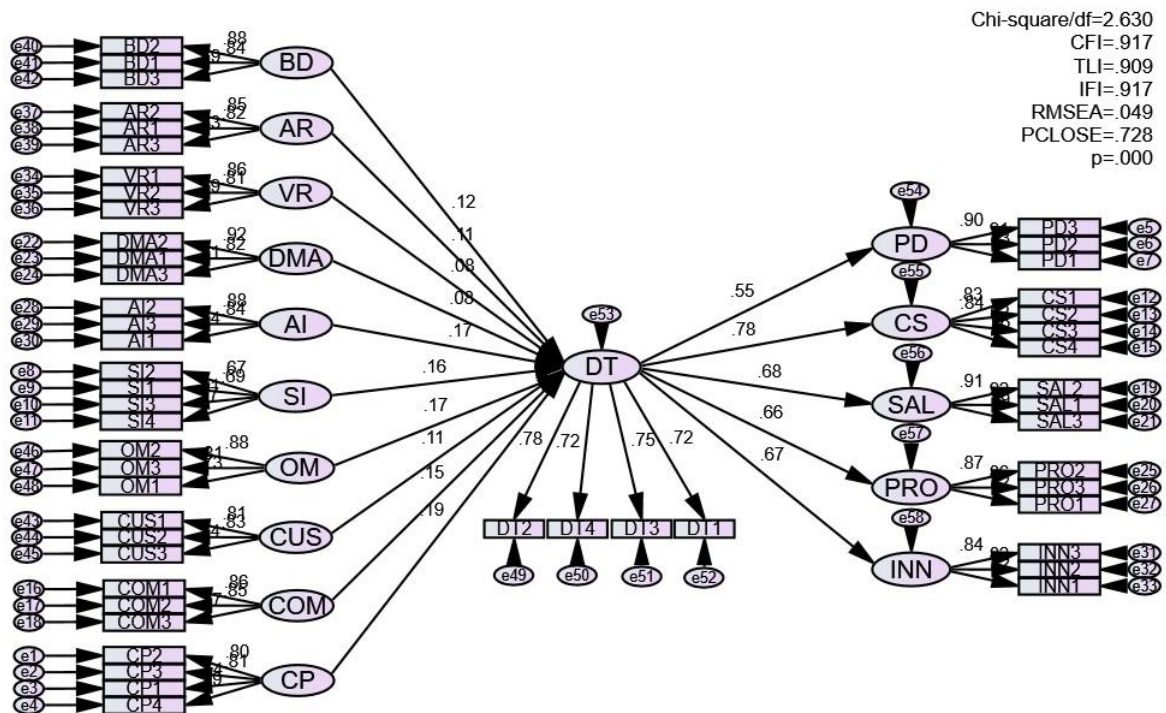 Chi-square/df=2.630
CFI=.917
TLI=.909
IFI=.917
RMSEA=.049
PCLOSE=.728
p=.000
e40 BD2 .88
e41 BD1 .84 BD
e42 BD3
e37 AR2 .85
e38 AR1 .82 AR
e39 AR3
e34 VR1 .86
e35 VR2 .81 VR
e36 VR3
e22 DMA2 .92
e23 DMA1 .82 DMA
e24 DMA3
e28 AI2 .88
e29 AI3 .84 AI
e30 AI1
e8 SI2 .67
e9 SI1 .69 SI
e10 SI3
e11 SI4
e46 OM2 .88
e47 OM3 OM
e48 OM1
e43 CUS1 .81
e44 CUS2 .83 CUS
e45 CUS3
e16 COM1 .86
e17 COM2 .85 COM
e18 COM3
e1 CP2 .80
e2 CP3 .81 CP
e3 CP1
e4 CP4
.12
.11
.08
.08
.17
.16
.17
.11
.15
.19
e53
DT
.78 .72 .75 .72
DT2 DT4 DT3 DT1
e49 e50 e51 e52
.55
.78
.68
.66
.67
e54
PD .90 PD3 e5
PD2 e6
PD1 e7
e55
CS .83 CS1 e12
.84 CS2 e13
CS3 e14
CS4 e15
e56
SAL .91 SAL2 e19
SAL1 e20
SAL3 e21
e57
PRO .87 PRO2 e25
PRO3 e26
PRO1 e27
e58
INN .84 INN3 e31
INN2 e32
INN1 e33